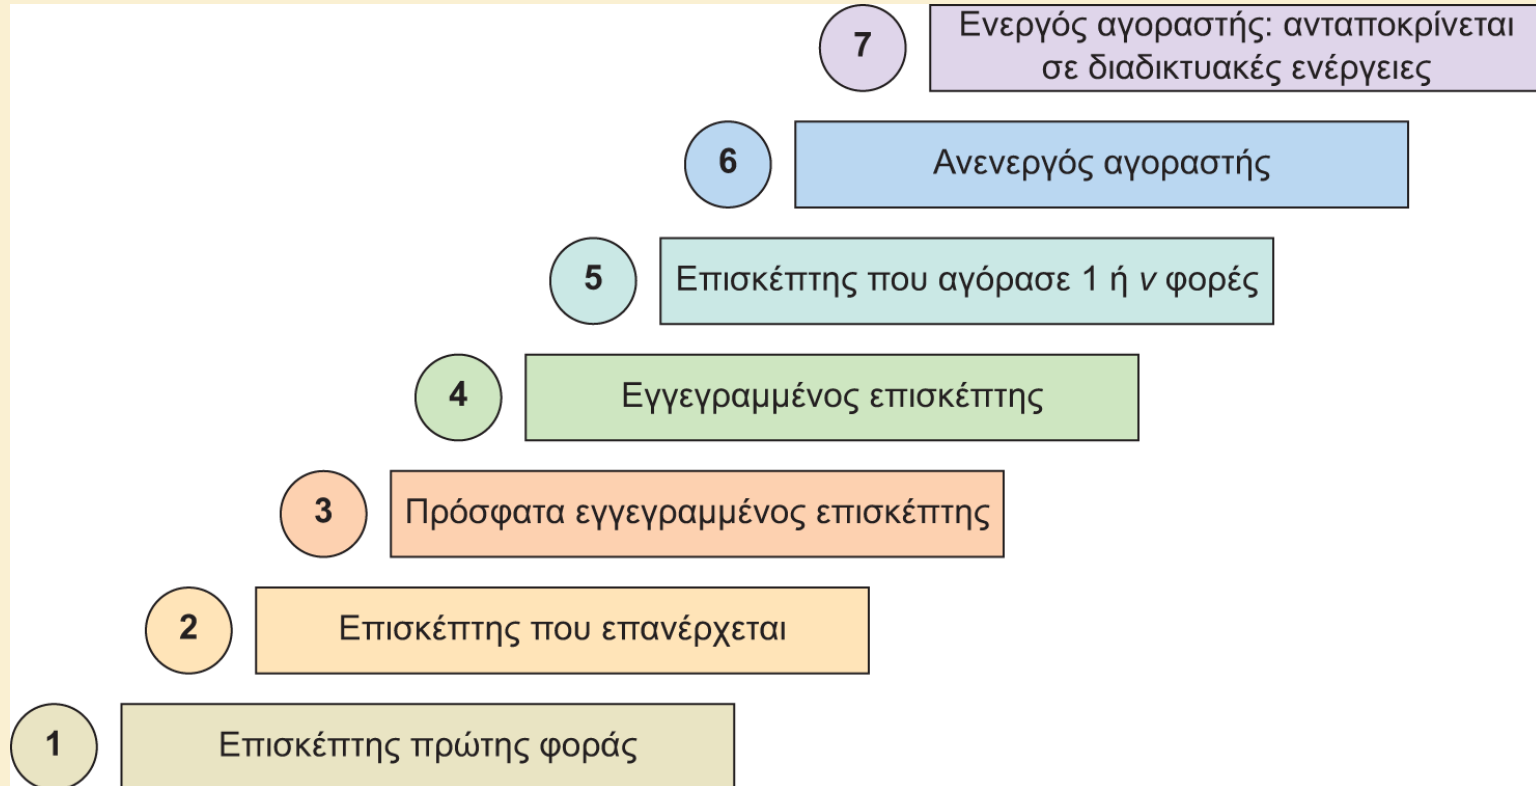 7
Ενεργός αγοραστής: ανταποκρίνεται
σε διαδικτυακές ενέργειες
6
Ανενεργός αγοραστής
5
Επισκέπτης που αγόρασε 1 ή ν φορές
4
Εγγεγραμμένος επισκέπτης
3
Πρόσφατα εγγεγραμμένος επισκέπτης
2
Επισκέπτης που επανέρχεται
1
Επισκέπτης πρώτης φοράς